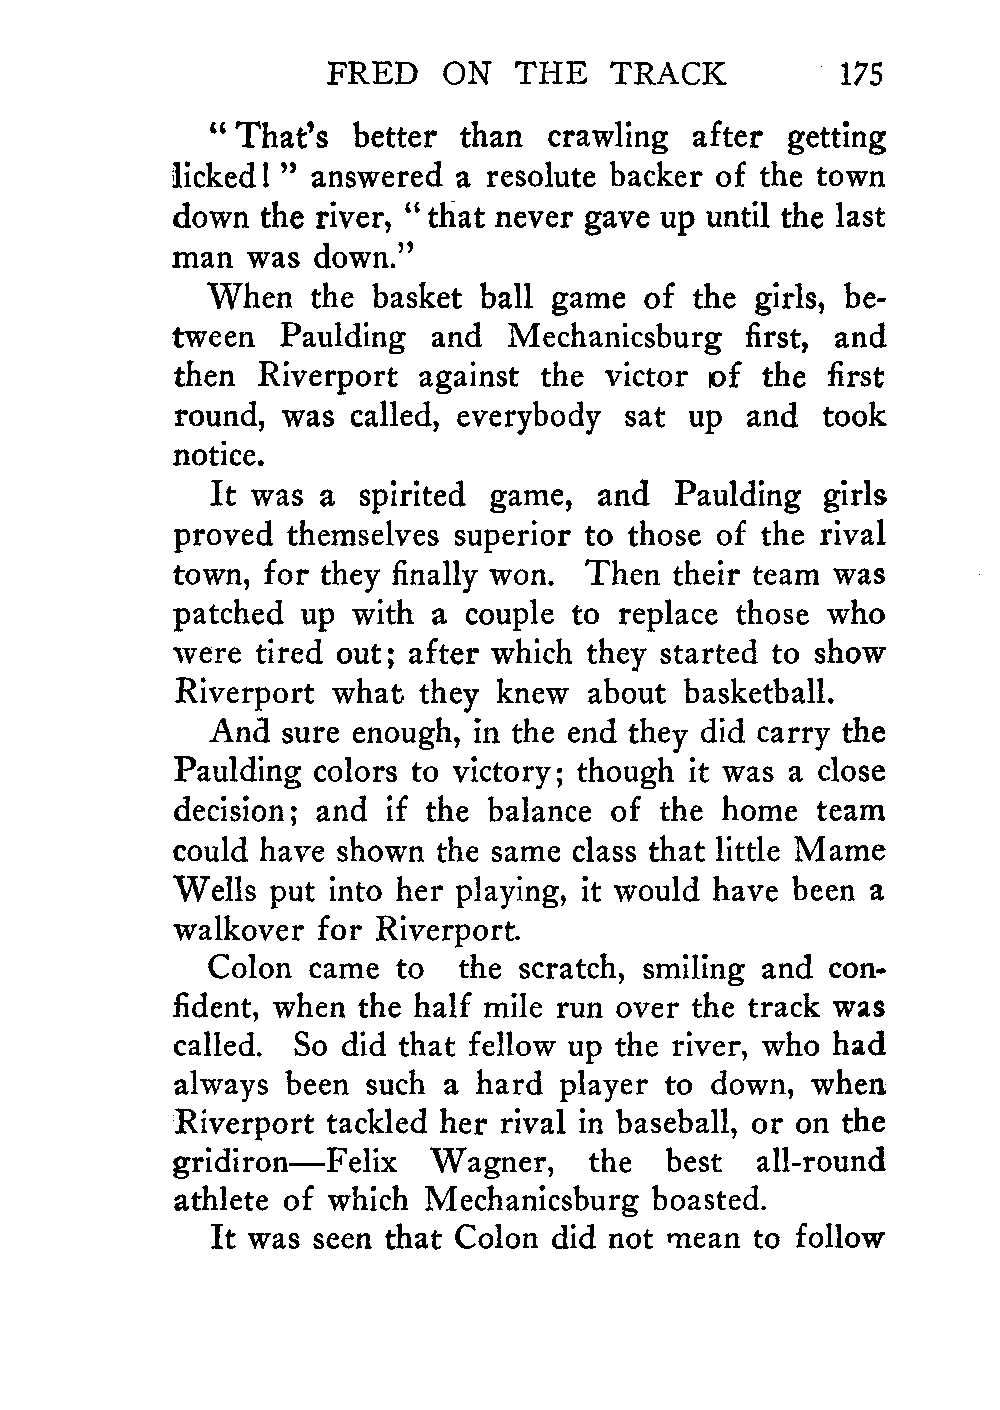 FRED ON THE TRACK 175
" That's better than crawling after getting
licked! " answered a resolute backer of the town
down the river, " that never gave up until the last
man was down."
When the basket ball game of the girls, be-
tween Paulding and Mechanicsburg first, and
then Riverport against the victor of the first
round, was called, everybody sat up and took
notice.
It was a spirited game, and Paulding girls
proved themselves superior to those of the rival
town, for they finally won. Then their team was
patched up with a couple to replace those who
were tired out; after which they started to show
Riverport what they knew about basketball.
And sure enough, in the end they did carry the
Paulding colors to victory; though it was a close
decision; and if the balance of the home team
could have shown the same class that little Mame
Wells put into her playing, it would have been a
walkover for Riverport.
Colon came to the scratch, smiling and con-
fident, when the half mile run over the track was
called. So did that fellow up the river, who had
always been such a hard player to down, when
Riverport tackled her rival in baseball, or on the
gridiron—Felix Wagner, the best all-round
athlete of which Mechanicsburg boasted.
It was seen that Colon did not mean to follow